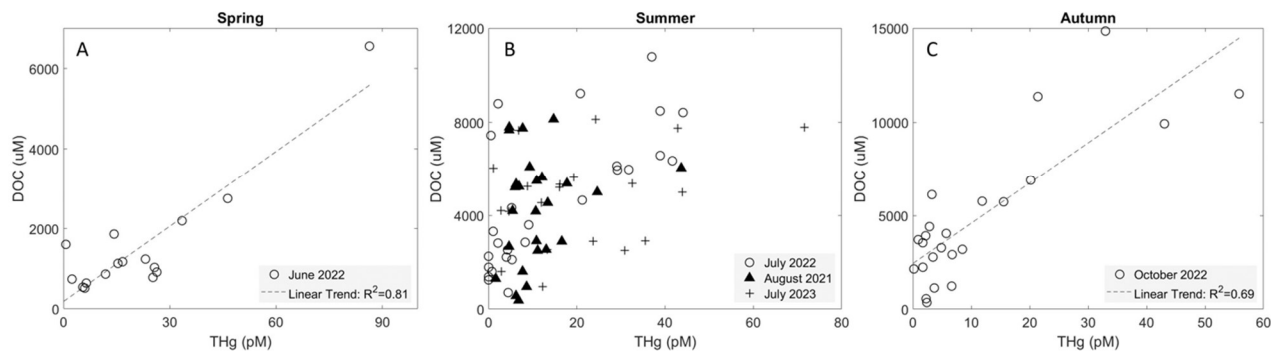 Spring
A
6000
4000
2000
0
DOC (uM)
June 2022
Linear Trend: R²=0.81
0 30 60 90
THg (pM)
Summer
B
12000
8000
4000
0
DOC (uM)
July 2022
August 2021
July 2023
0 20 40 60 80
THg (pM)
Autumn
C
15000
10000
5000
0
DOC (uM)
October 2022
Linear Trend: R²=0.69
0 10 20 30 40 50 60
THg (pM)